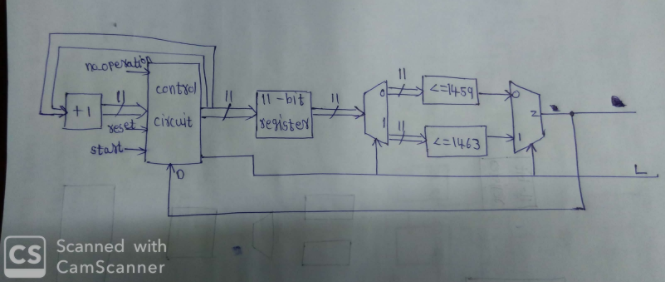 no.operation
control
circuit
+1
11
reset
start
D
11
11-bit
register
11
0
1
11
11
<=1459
<=1463
0
1
2
L
CS
Scanned with
CamScanner